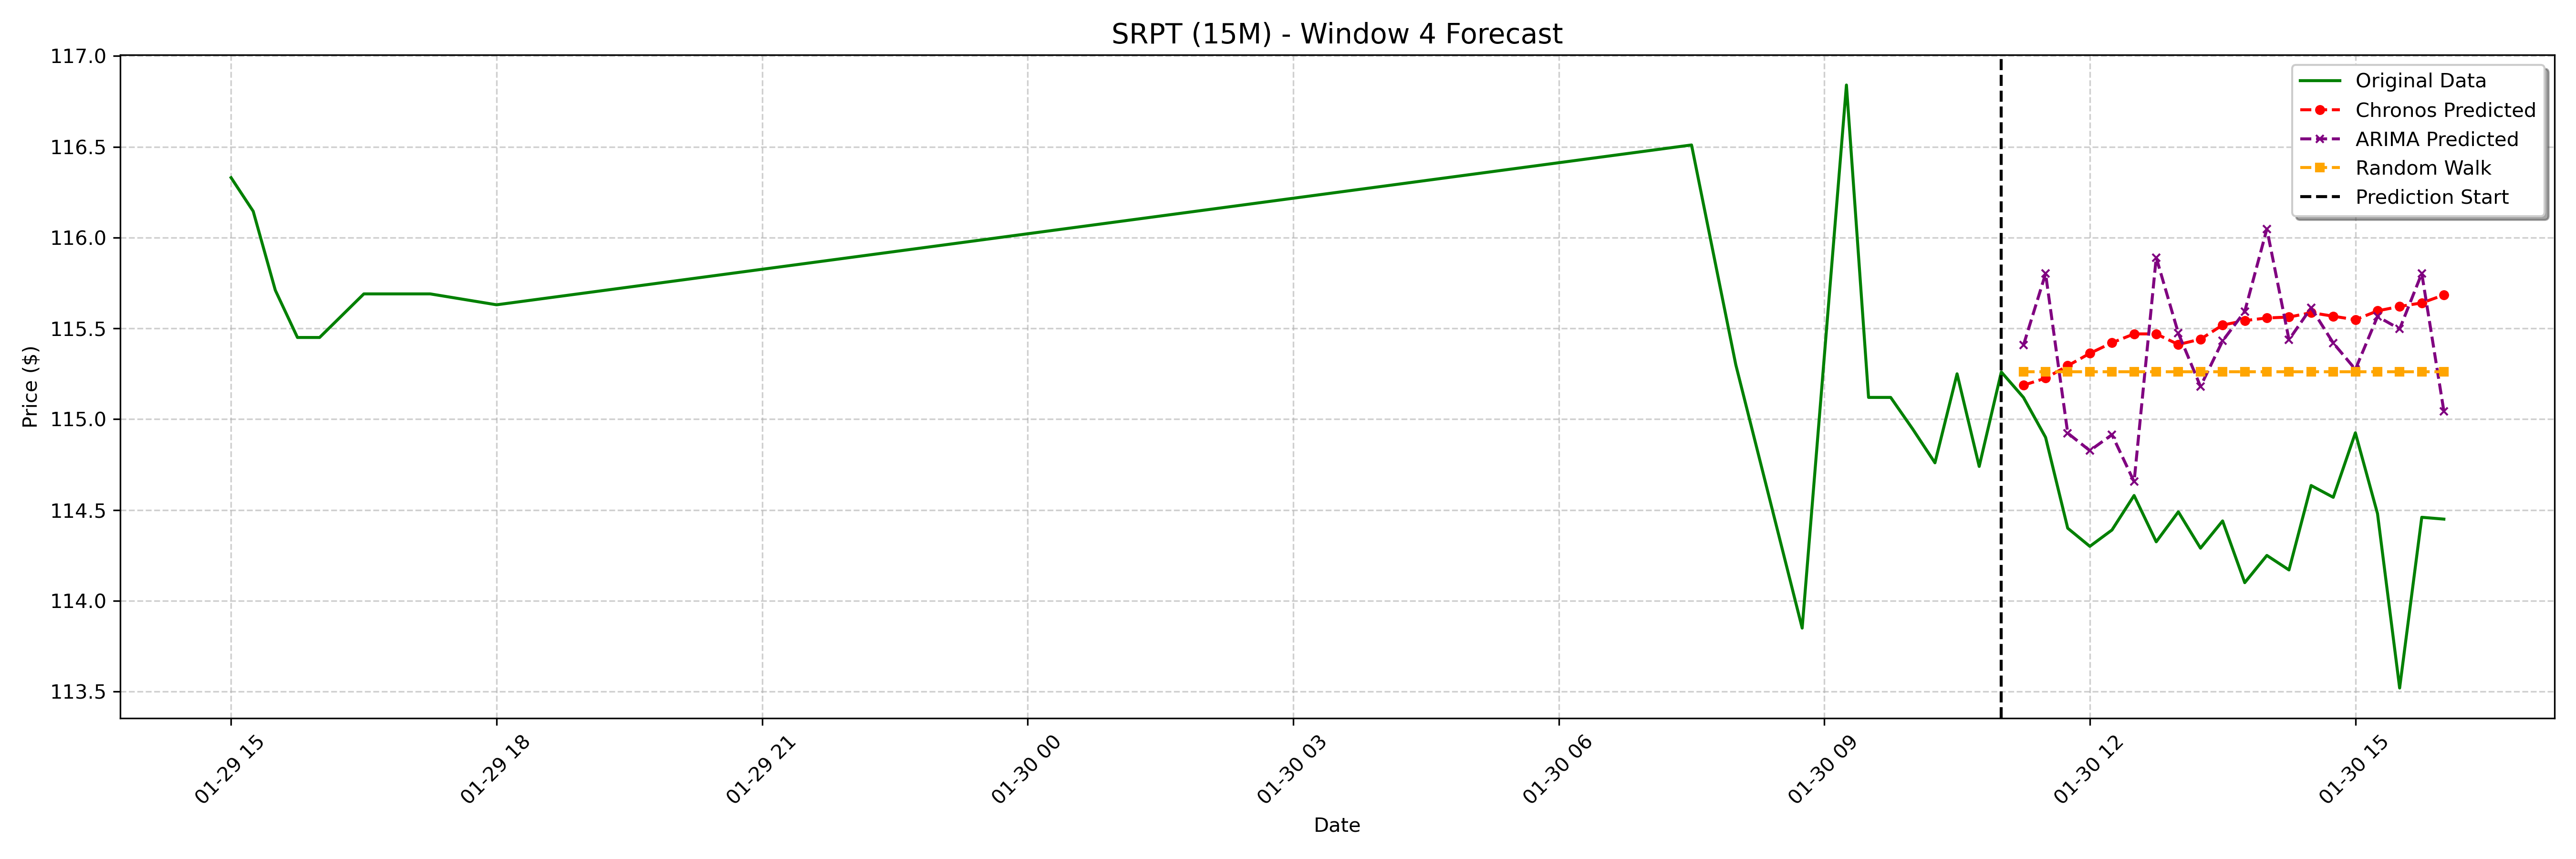 SRPT (15M) - Window 4 Forecast
117.0
116.5
116.0
115.5
115.0
114.5
114.0
113.5
Price ($)
Original Data
Chronos Predicted
ARIMA Predicted
Random Walk
Prediction Start
01-29 15
01-29 18
01-29 21
01-30 00
01-30 03
01-30 06
01-30 09
01-30 12
01-30 15
Date